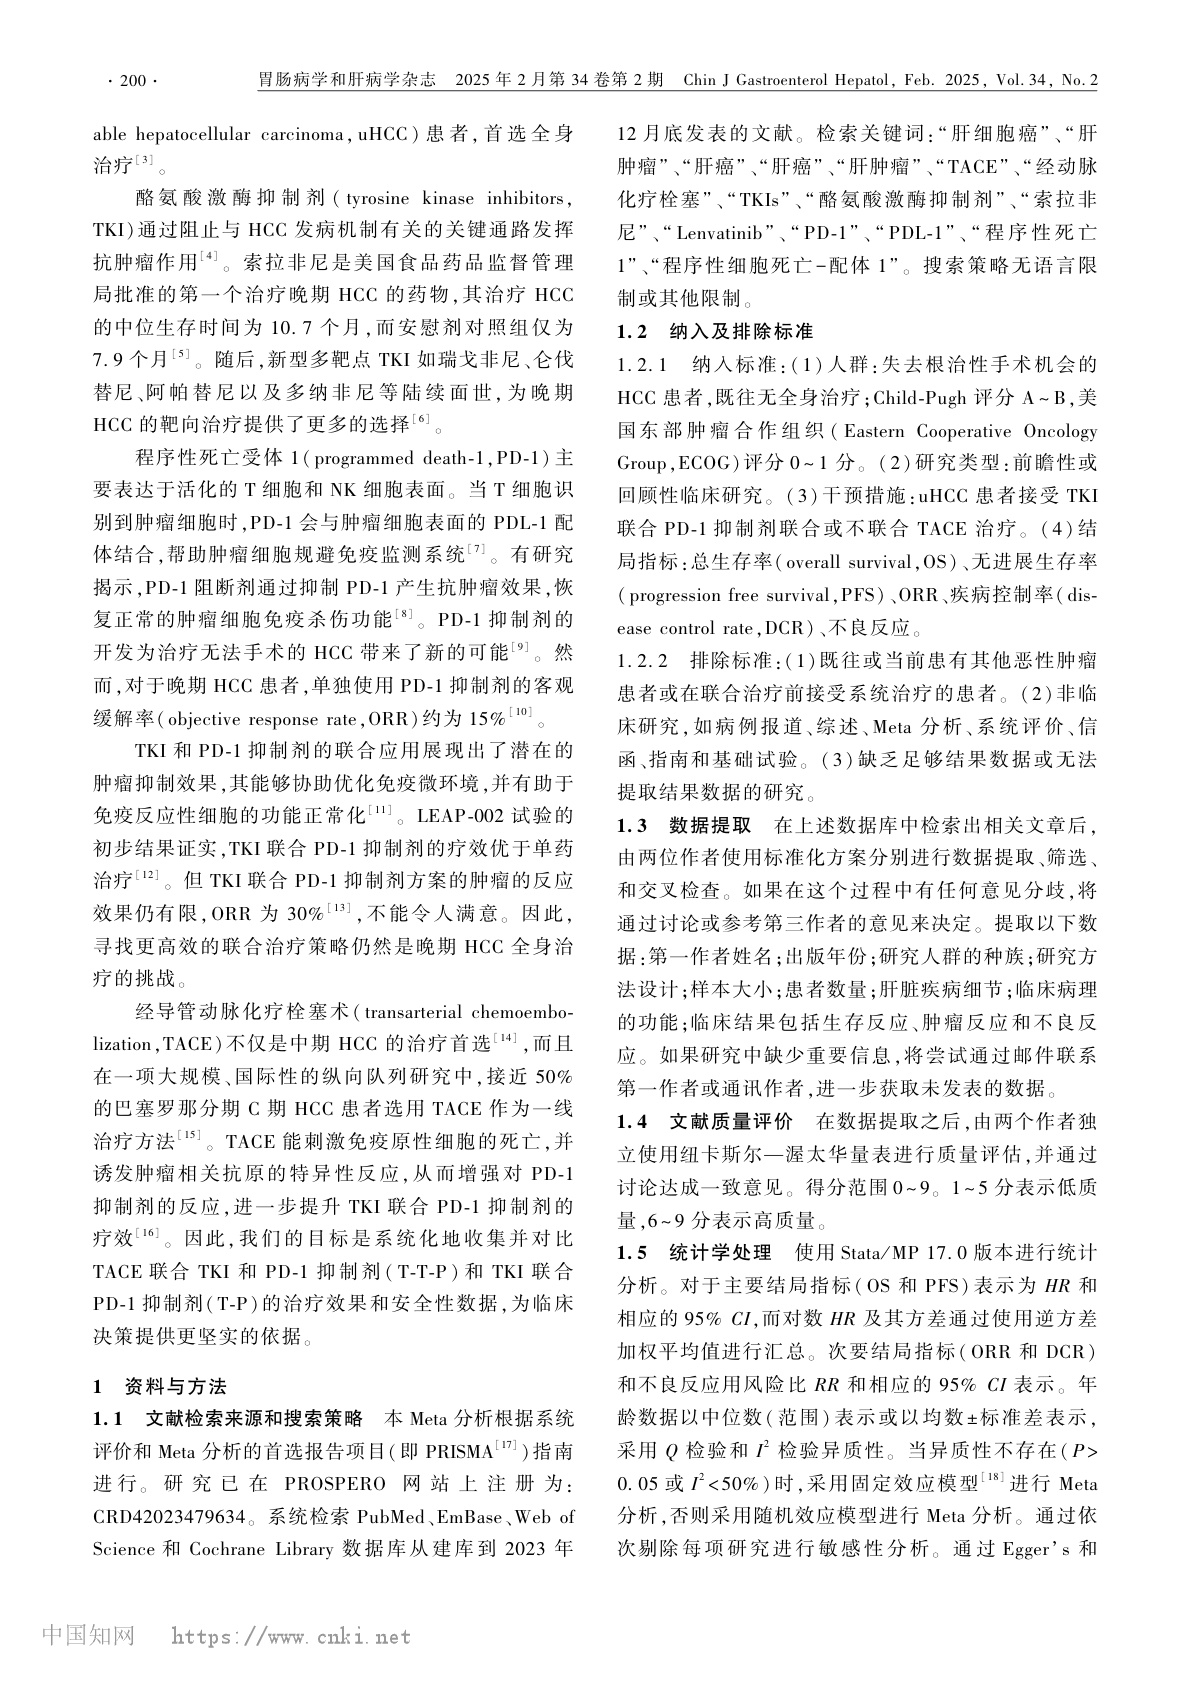 · 200 ·
胃肠病学和肝病学杂志 2025 年 2 月第 34 卷第 2 期 Chin J Gastroenterol Hepatol, Feb. 2025, Vol. 34, No. 2
able hepatocellular carcinoma,uHCC)患者,首选全身
治疗[3]。
酪氨酸激酶抑制剂(tyrosine kinase inhibitors,
TKI)通过阻止与 HCC 发病机制有关的关键通路发挥
抗肿瘤作用[4]。索拉非尼是美国食品药品监督管理
局批准的第一个治疗晚期 HCC 的药物,其治疗 HCC
的中位生存时间为 10.7 个月,而安慰剂对照组仅为
7.9 个月[5]。随后,新型多靶点 TKI 如瑞戈非尼、仑伐
替尼、阿帕替尼以及多纳非尼等陆续面世,为晚期
HCC 的靶向治疗提供了更多的选择[6]。
程序性死亡受体 1(programmed death-1,PD-1)主
要表达于活化的 T 细胞和 NK 细胞表面。当 T 细胞识
别到肿瘤细胞时,PD-1 会与肿瘤细胞表面的 PDL-1 配
体结合,帮助肿瘤细胞规避免疫监测系统[7]。有研究
揭示,PD-1 阻断剂通过抑制 PD-1 产生抗肿瘤效果,恢
复正常的肿瘤细胞免疫杀伤功能[8]。PD-1 抑制剂的
开发为治疗无法手术的 HCC 带来了新的可能[9]。然
而,对于晚期 HCC 患者,单独使用 PD-1 抑制剂的客观
缓解率(objective response rate,ORR)约为 15%[10]。
TKI 和 PD-1 抑制剂的联合应用展现出了潜在的
肿瘤抑制效果,其能够协助优化免疫微环境,并有助于
免疫反应性细胞的功能正常化[11]。LEAP-002 试验的
初步结果证实,TKI 联合 PD-1 抑制剂的疗效优于单药
治疗[12]。但 TKI 联合 PD-1 抑制剂方案的肿瘤的反应
效果仍有限,ORR 为 30%[13],不能令人满意。因此,
寻找更高效的联合治疗策略仍然是晚期 HCC 全身治
疗的挑战。
经导管动脉化疗栓塞术(transarterial chemoembo-
lization,TACE)不仅是中期 HCC 的治疗首选[14],而且
在一项大规模、国际性的纵向队列研究中,接近 50%
的巴塞罗那分期 C 期 HCC 患者选用 TACE 作为一线
治疗方法[15]。TACE 能刺激免疫原性细胞的死亡,并
诱发肿瘤相关抗原的特异性反应,从而增强对 PD-1
抑制剂的反应,进一步提升 TKI 联合 PD-1 抑制剂的
疗效[16]。因此,我们的目标是系统化地收集并对比
TACE 联合 TKI 和 PD-1 抑制剂(T-T-P)和 TKI 联合
PD-1 抑制剂(T-P)的治疗效果和安全性数据,为临床
决策提供更坚实的依据。
1 资料与方法
1.1 文献检索来源和搜索策略 本 Meta 分析根据系统
评价和 Meta 分析的首选报告项目(即 PRISMA[17])指南
进行。研究已在 PROSPERO 网站上注册为:
CRD42023479634。系统检索 PubMed、EmBase、Web of
Science 和 Cochrane Library 数据库从建库到 2023 年
12 月底发表的文献。检索关键词:“肝细胞癌”、“肝
肿瘤”、“肝癌”、“肝癌”、“肝肿瘤”、“TACE”、“经动脉
化疗栓塞”、“TKIs”、“酪氨酸激酶抑制剂”、“索拉非
尼”、“Lenvatinib”、“PD-1”、“PDL-1”、“程序性死亡
1”、“程序性细胞死亡-配体 1”。搜索策略无语言限
制或其他限制。
1.2 纳入及排除标准
1.2.1 纳入标准:(1)人群:失去根治性手术机会的
HCC 患者,既往无全身治疗;Child-Pugh 评分 A~B,美
国东部肿瘤合作组织(Eastern Cooperative Oncology
Group,ECOG)评分 0~1 分。(2)研究类型:前瞻性或
回顾性临床研究。(3)干预措施:uHCC 患者接受 TKI
联合 PD-1 抑制剂联合或不联合 TACE 治疗。(4)结
局指标:总生存率(overall survival,OS)、无进展生存率
(progression free survival,PFS)、ORR、疾病控制率(dis-
ease control rate,DCR)、不良反应。
1.2.2 排除标准:(1)既往或当前患有其他恶性肿瘤
患者或在联合治疗前接受系统治疗的患者。(2)非临
床研究,如病例报道、综述、Meta 分析、系统评价、信
函、指南和基础试验。(3)缺乏足够结果数据或无法
提取结果数据的研究。
1.3 数据提取 在上述数据库中检索出相关文章后,
由两位作者使用标准化方案分别进行数据提取、筛选、
和交叉检查。如果在这个过程中有任何意见分歧,将
通过讨论或参考第三作者的意见来决定。提取以下数
据:第一作者姓名;出版年份;研究人群的种族;研究方
法设计;样本大小;患者数量;肝脏疾病细节;临床病理
的功能;临床结果包括生存反应、肿瘤反应和不良反
应。如果研究中缺少重要信息,将尝试通过邮件联系
第一作者或通讯作者,进一步获取未发表的数据。
1.4 文献质量评价 在数据提取之后,由两个作者独
立使用纽卡斯尔—渥太华量表进行质量评估,并通过
讨论达成一致意见。得分范围 0~9。1~5 分表示低质
量,6~9 分表示高质量。
1.5 统计学处理 使用 Stata/MP 17.0 版本进行统计
分析。对于主要结局指标(OS 和 PFS)表示为 HR 和
相应的 95% CI,而对数 HR 及其方差通过使用逆方差
加权平均值进行汇总。次要结局指标(ORR 和 DCR)
和不良反应用风险比 RR 和相应的 95% CI 表示。年
龄数据以中位数(范围)表示或以均数±标准差表示,
采用 Q 检验和 I² 检验异质性。当异质性不存在(P>
0.05 或 I²<50%)时,采用固定效应模型[18]进行 Meta
分析,否则采用随机效应模型进行 Meta 分析。通过依
次剔除每项研究进行敏感性分析。通过 Egger’s 和
中国知网 https://www.cnki.net